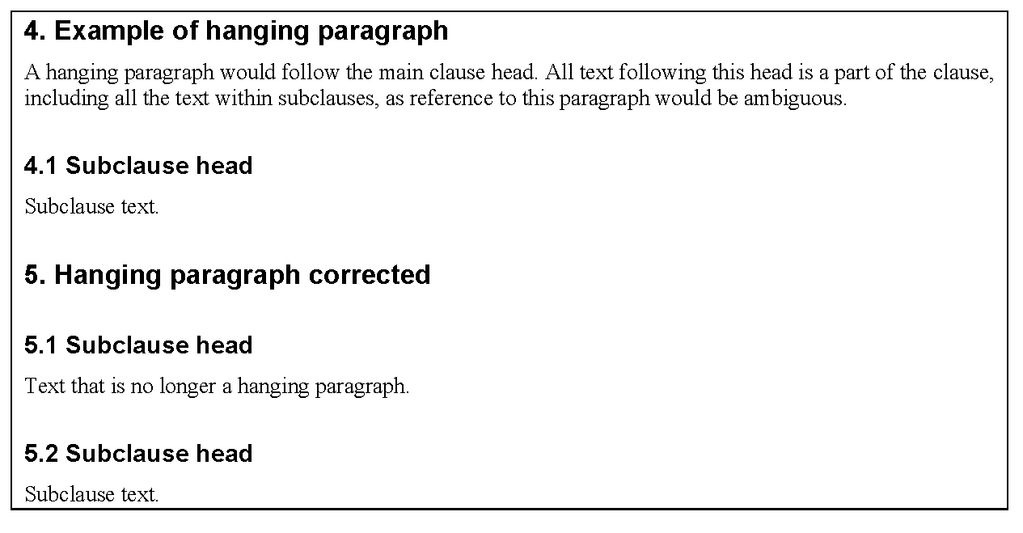 4. Example of hanging paragraph
A hanging paragraph would follow the main clause head. All text following this head is a part of the clause,
including all the text within subclauses, as reference to this paragraph would be ambiguous.
4.1 Subclause head
Subclause text.
5. Hanging paragraph corrected
5.1 Subclause head
Text that is no longer a hanging paragraph.
5.2 Subclause head
Subclause text.